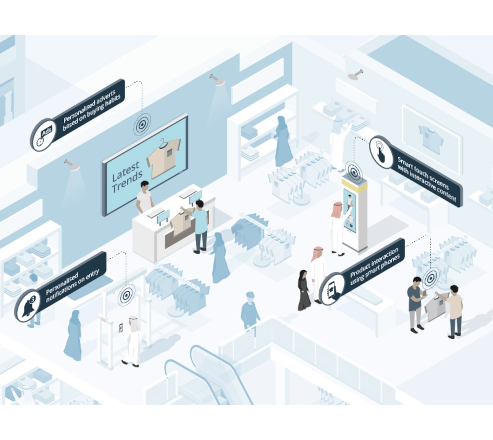 Personalised adverts
based on buying habits
Latest
Trends
Smart touch screens
with interactive content
Personalised
notifications on entry
Product interaction
using smart phones